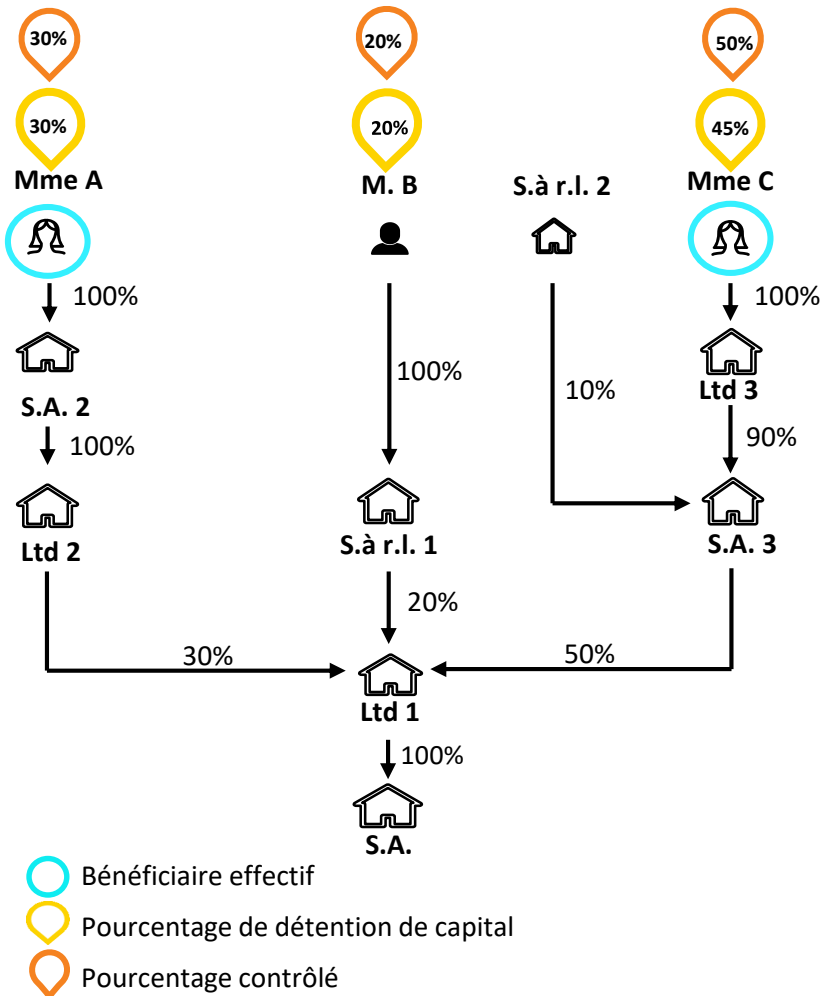 30%
20%
50%
30%
20%
45%
Mme A
M. B
S.à r.l. 2
Mme C
100%
100%
100%
10%
Ltd 3
S.A. 2
100%
90%
Ltd 2
S.à r.l. 1
S.A. 3
20%
30%
50%
Ltd 1
100%
S.A.
Bénéficiaire effectif
Pourcentage de détention de capital
Pourcentage contrôlé